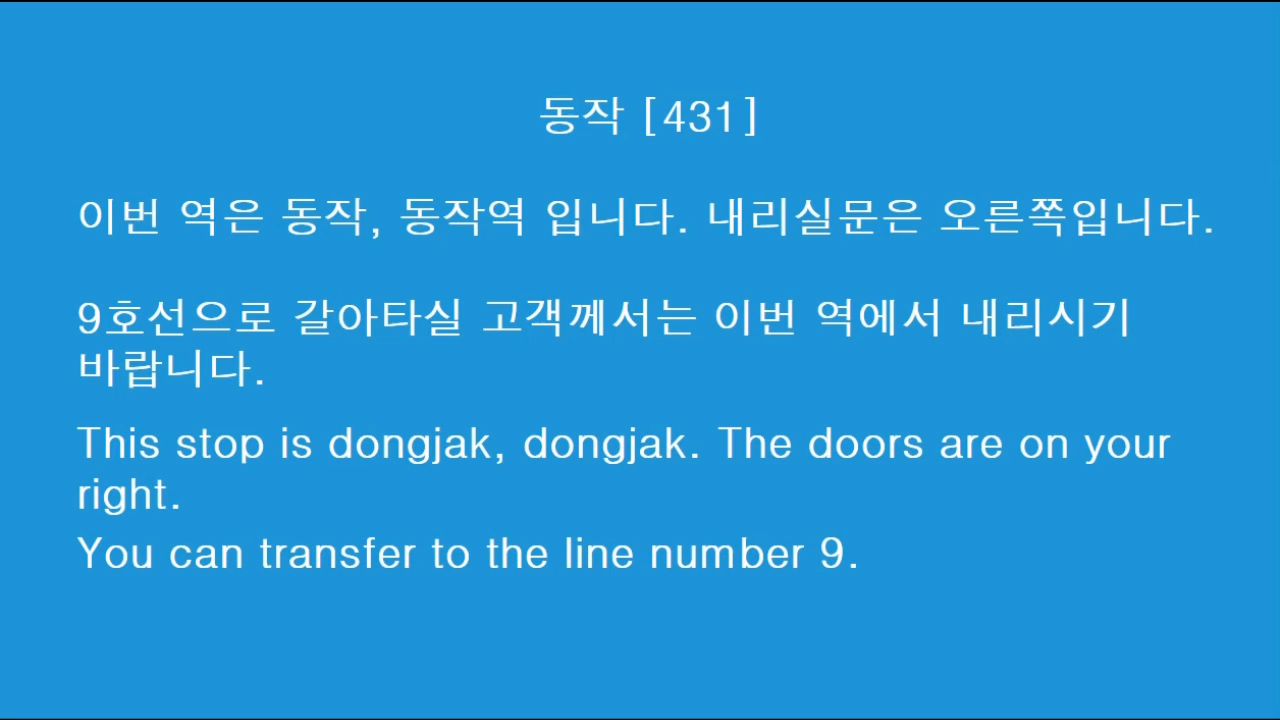 동작 [431]
이번 역은 동작, 동작역 입니다. 내리실문은 오른쪽입니다.
9호선으로 갈아타실 고객께서는 이번 역에서 내리시기
바랍니다.
This stop is dongjak, dongjak. The doors are on your
right.
You can transfer to the line number 9.